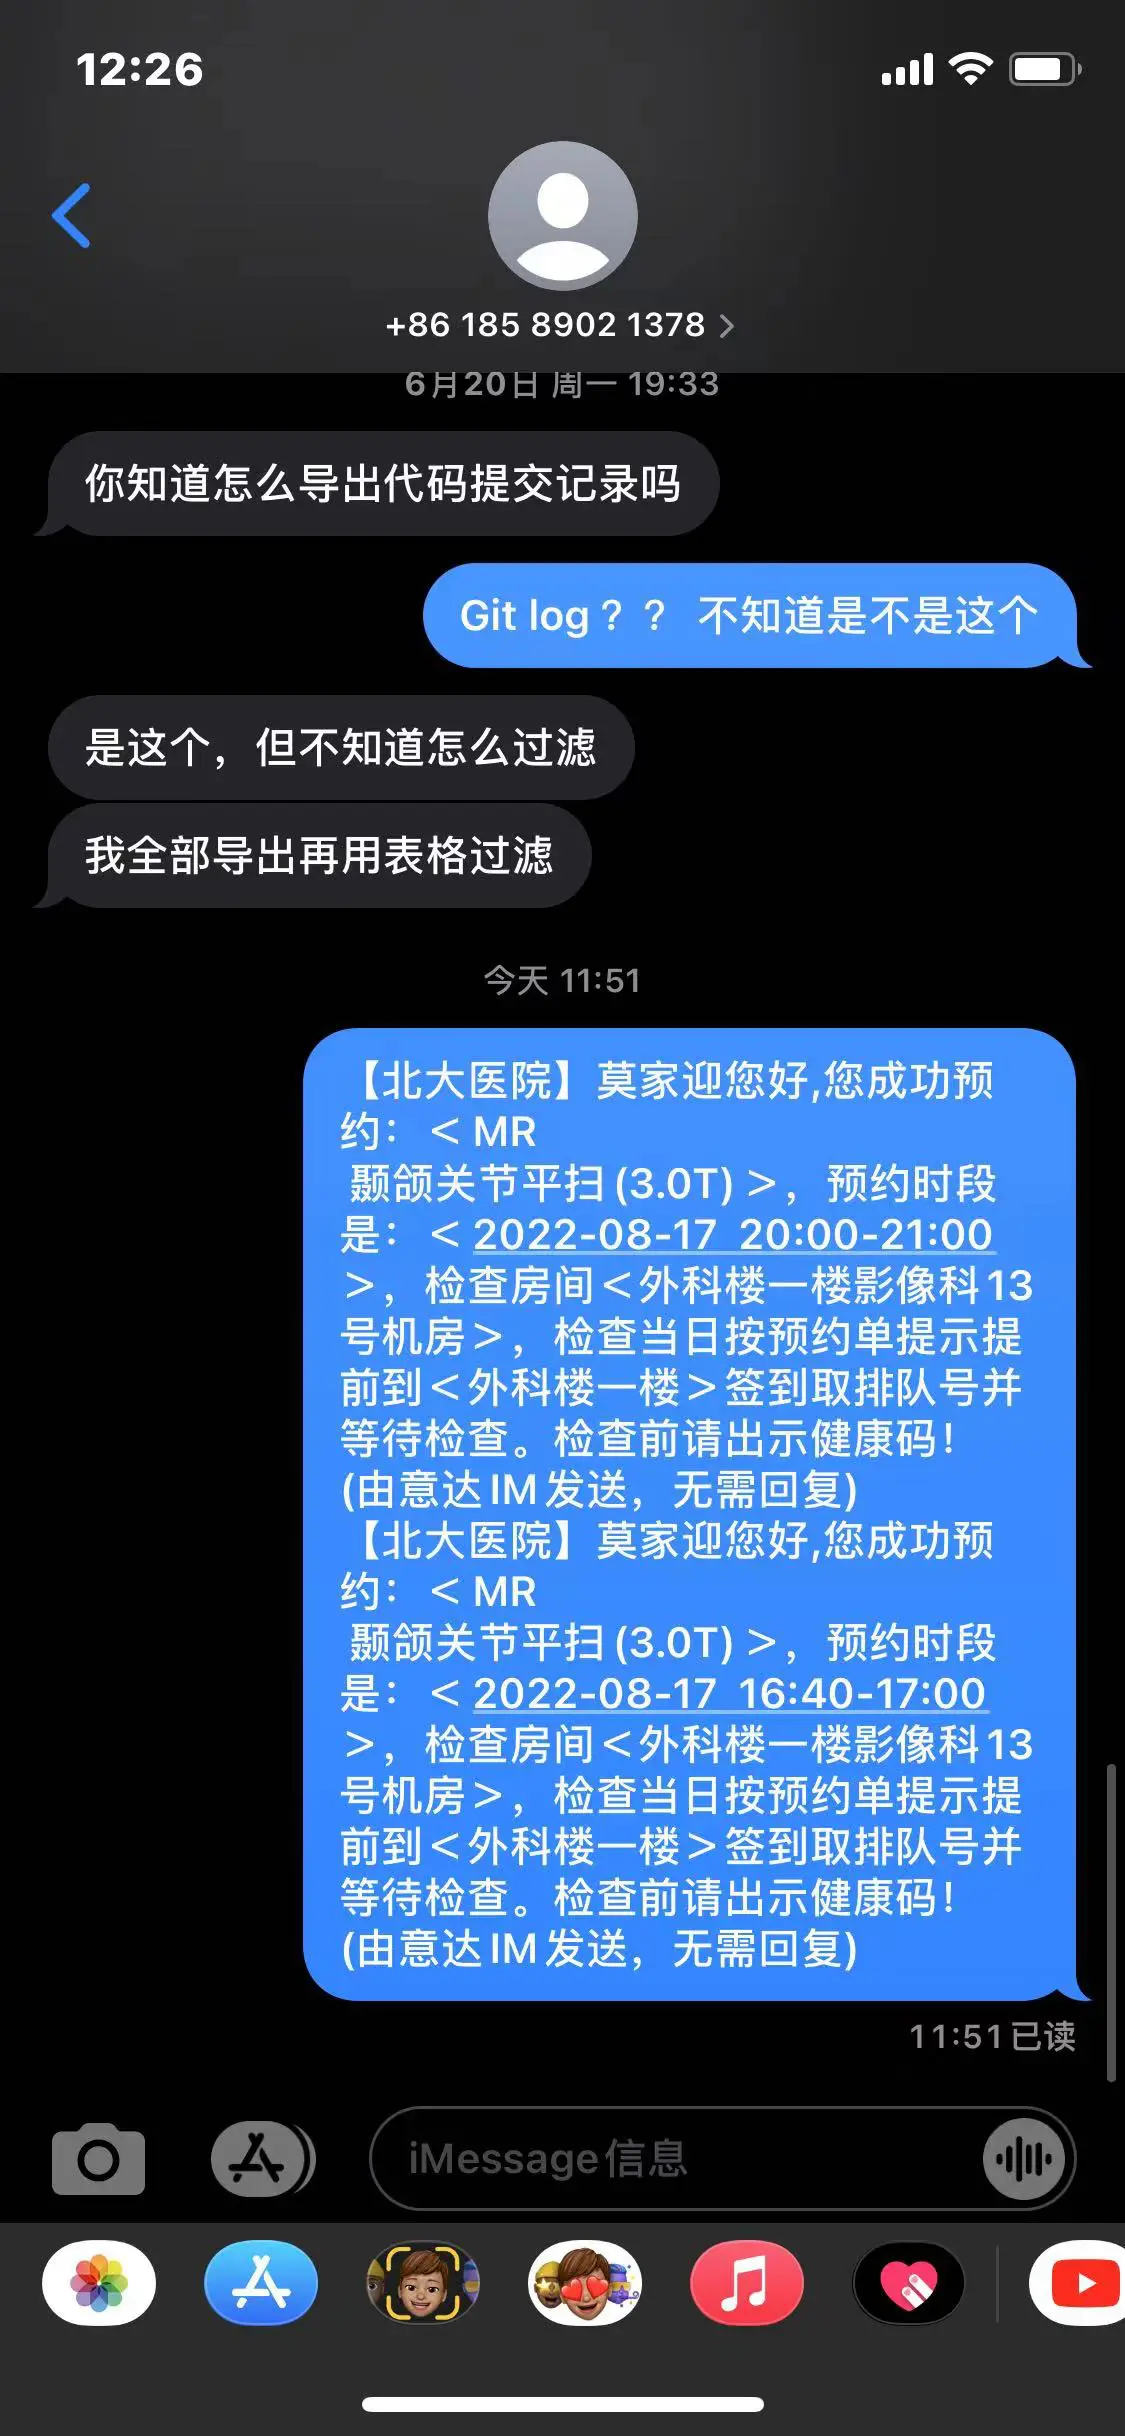 12:26
+86 185 8902 1378
6月20日 周一 19:33
你知道怎么导出代码提交记录吗
Git log？？ 不知道是不是这个
是这个，但不知道怎么过滤
我全部导出再用表格过滤
今天 11:51
【北大医院】莫家迎您好,您成功预
约：＜MR
颞颌关节平扫(3.0T)＞，预约时段
是：＜2022-08-17 20:00-21:00
＞，检查房间＜外科楼一楼影像科13
号机房＞，检查当日按预约单提示提
前到＜外科楼一楼＞签到取排队号并
等待检查。检查前请出示健康码！
(由意达IM发送，无需回复)
【北大医院】莫家迎您好,您成功预
约：＜MR
颞颌关节平扫(3.0T)＞，预约时段
是：＜2022-08-17 16:40-17:00
＞，检查房间＜外科楼一楼影像科13
号机房＞，检查当日按预约单提示提
前到＜外科楼一楼＞签到取排队号并
等待检查。检查前请出示健康码！
(由意达IM发送，无需回复)
11:51已读
iMessage信息